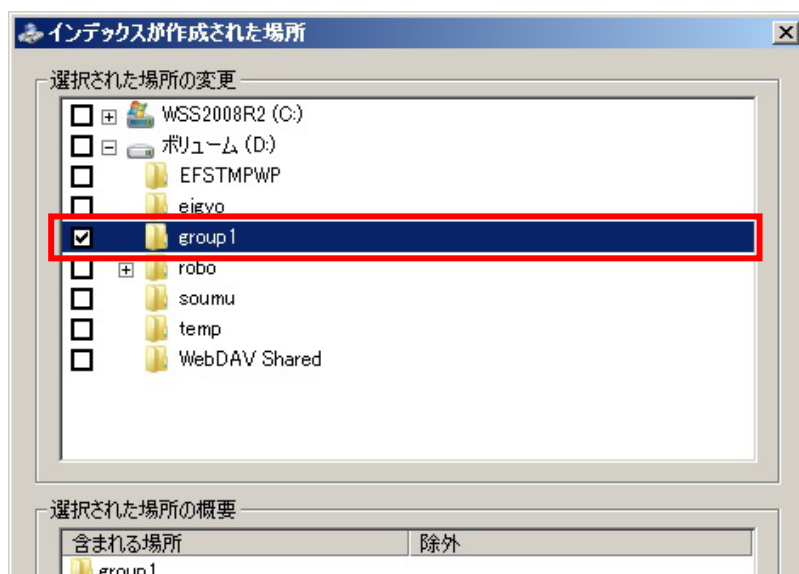 インデックスが作成された場所
選択された場所の変更
WSS2008R2 (C:)
ボリューム (D:)
EFSTMPWP
eigyo
group1
robo
soumu
temp
WebDAV Shared
選択された場所の概要
含まれる場所 除外
group1